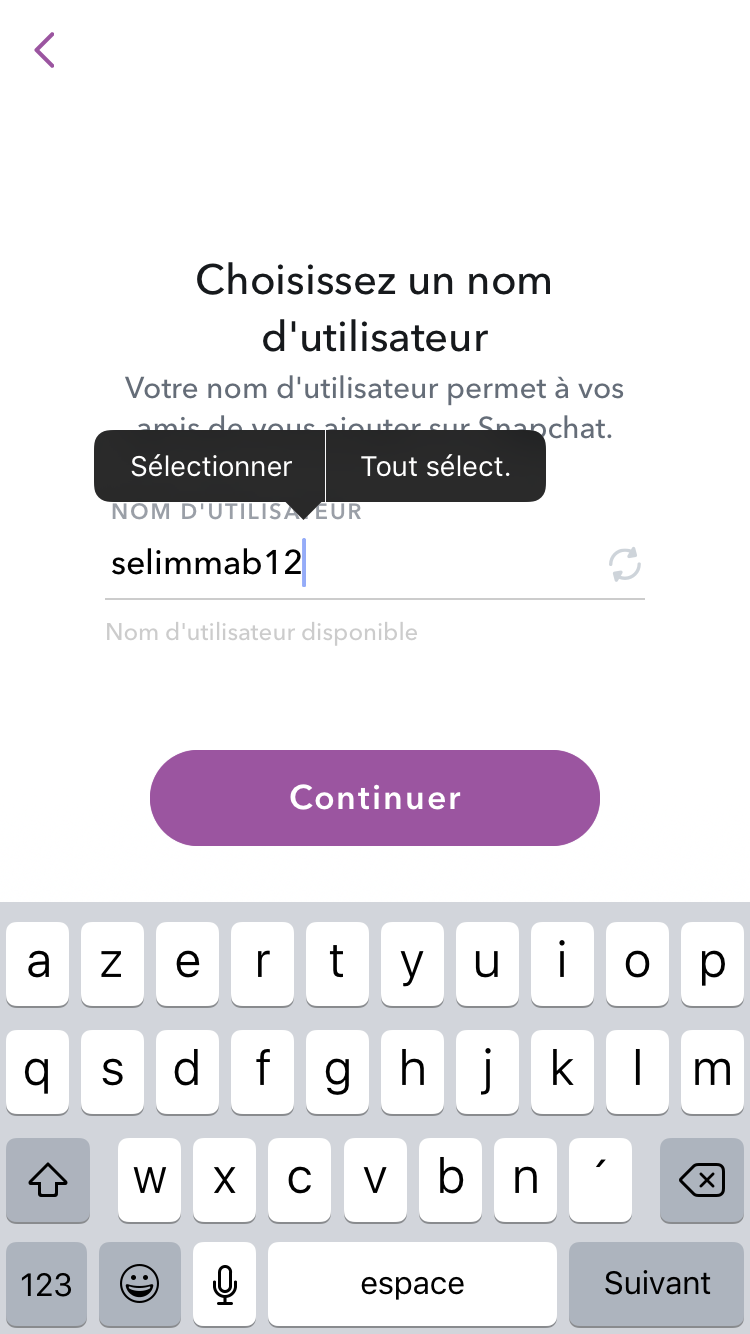 Choisissez un nom
d'utilisateur
Votre nom d'utilisateur permet à vos
amis de vous ajouter sur Snapchat.
Sélectionner Tout sélect.
NOM D'UTILISATEUR
selimmab12
Nom d'utilisateur disponible
Continuer
a z e r t y u i o p
q s d f g h j k l m
w x c v b n ´
123 espace Suivant